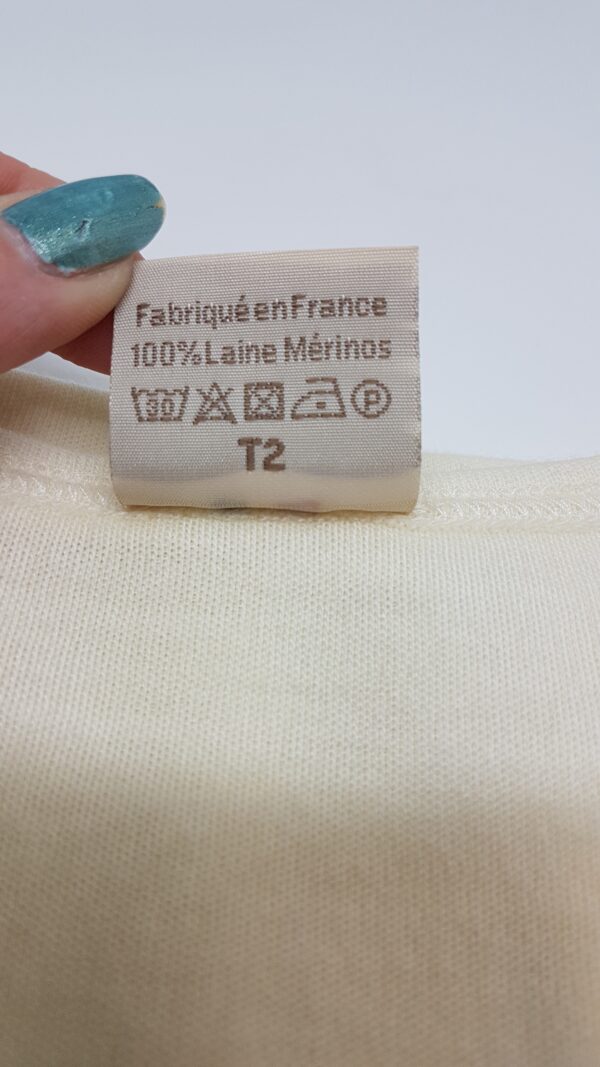 Fabriqué en France
100% Laine Mérinos
30 P
T2